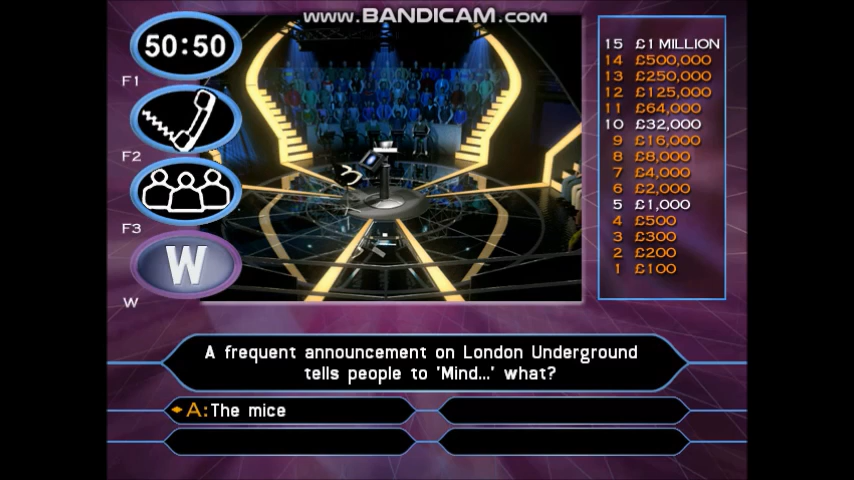 WWW.BANDICAM.COM
50:50
F1
F2
F3
W
W
15 £1 MILLION
14 £500,000
13 £250,000
12 £125,000
11 £64,000
10 £32,000
9 £16,000
8 £8,000
7 £4,000
6 £2,000
5 £1,000
4 £500
3 £300
2 £200
1 £100
A frequent announcement on London Underground
tells people to 'Mind...' what?
A: The mice